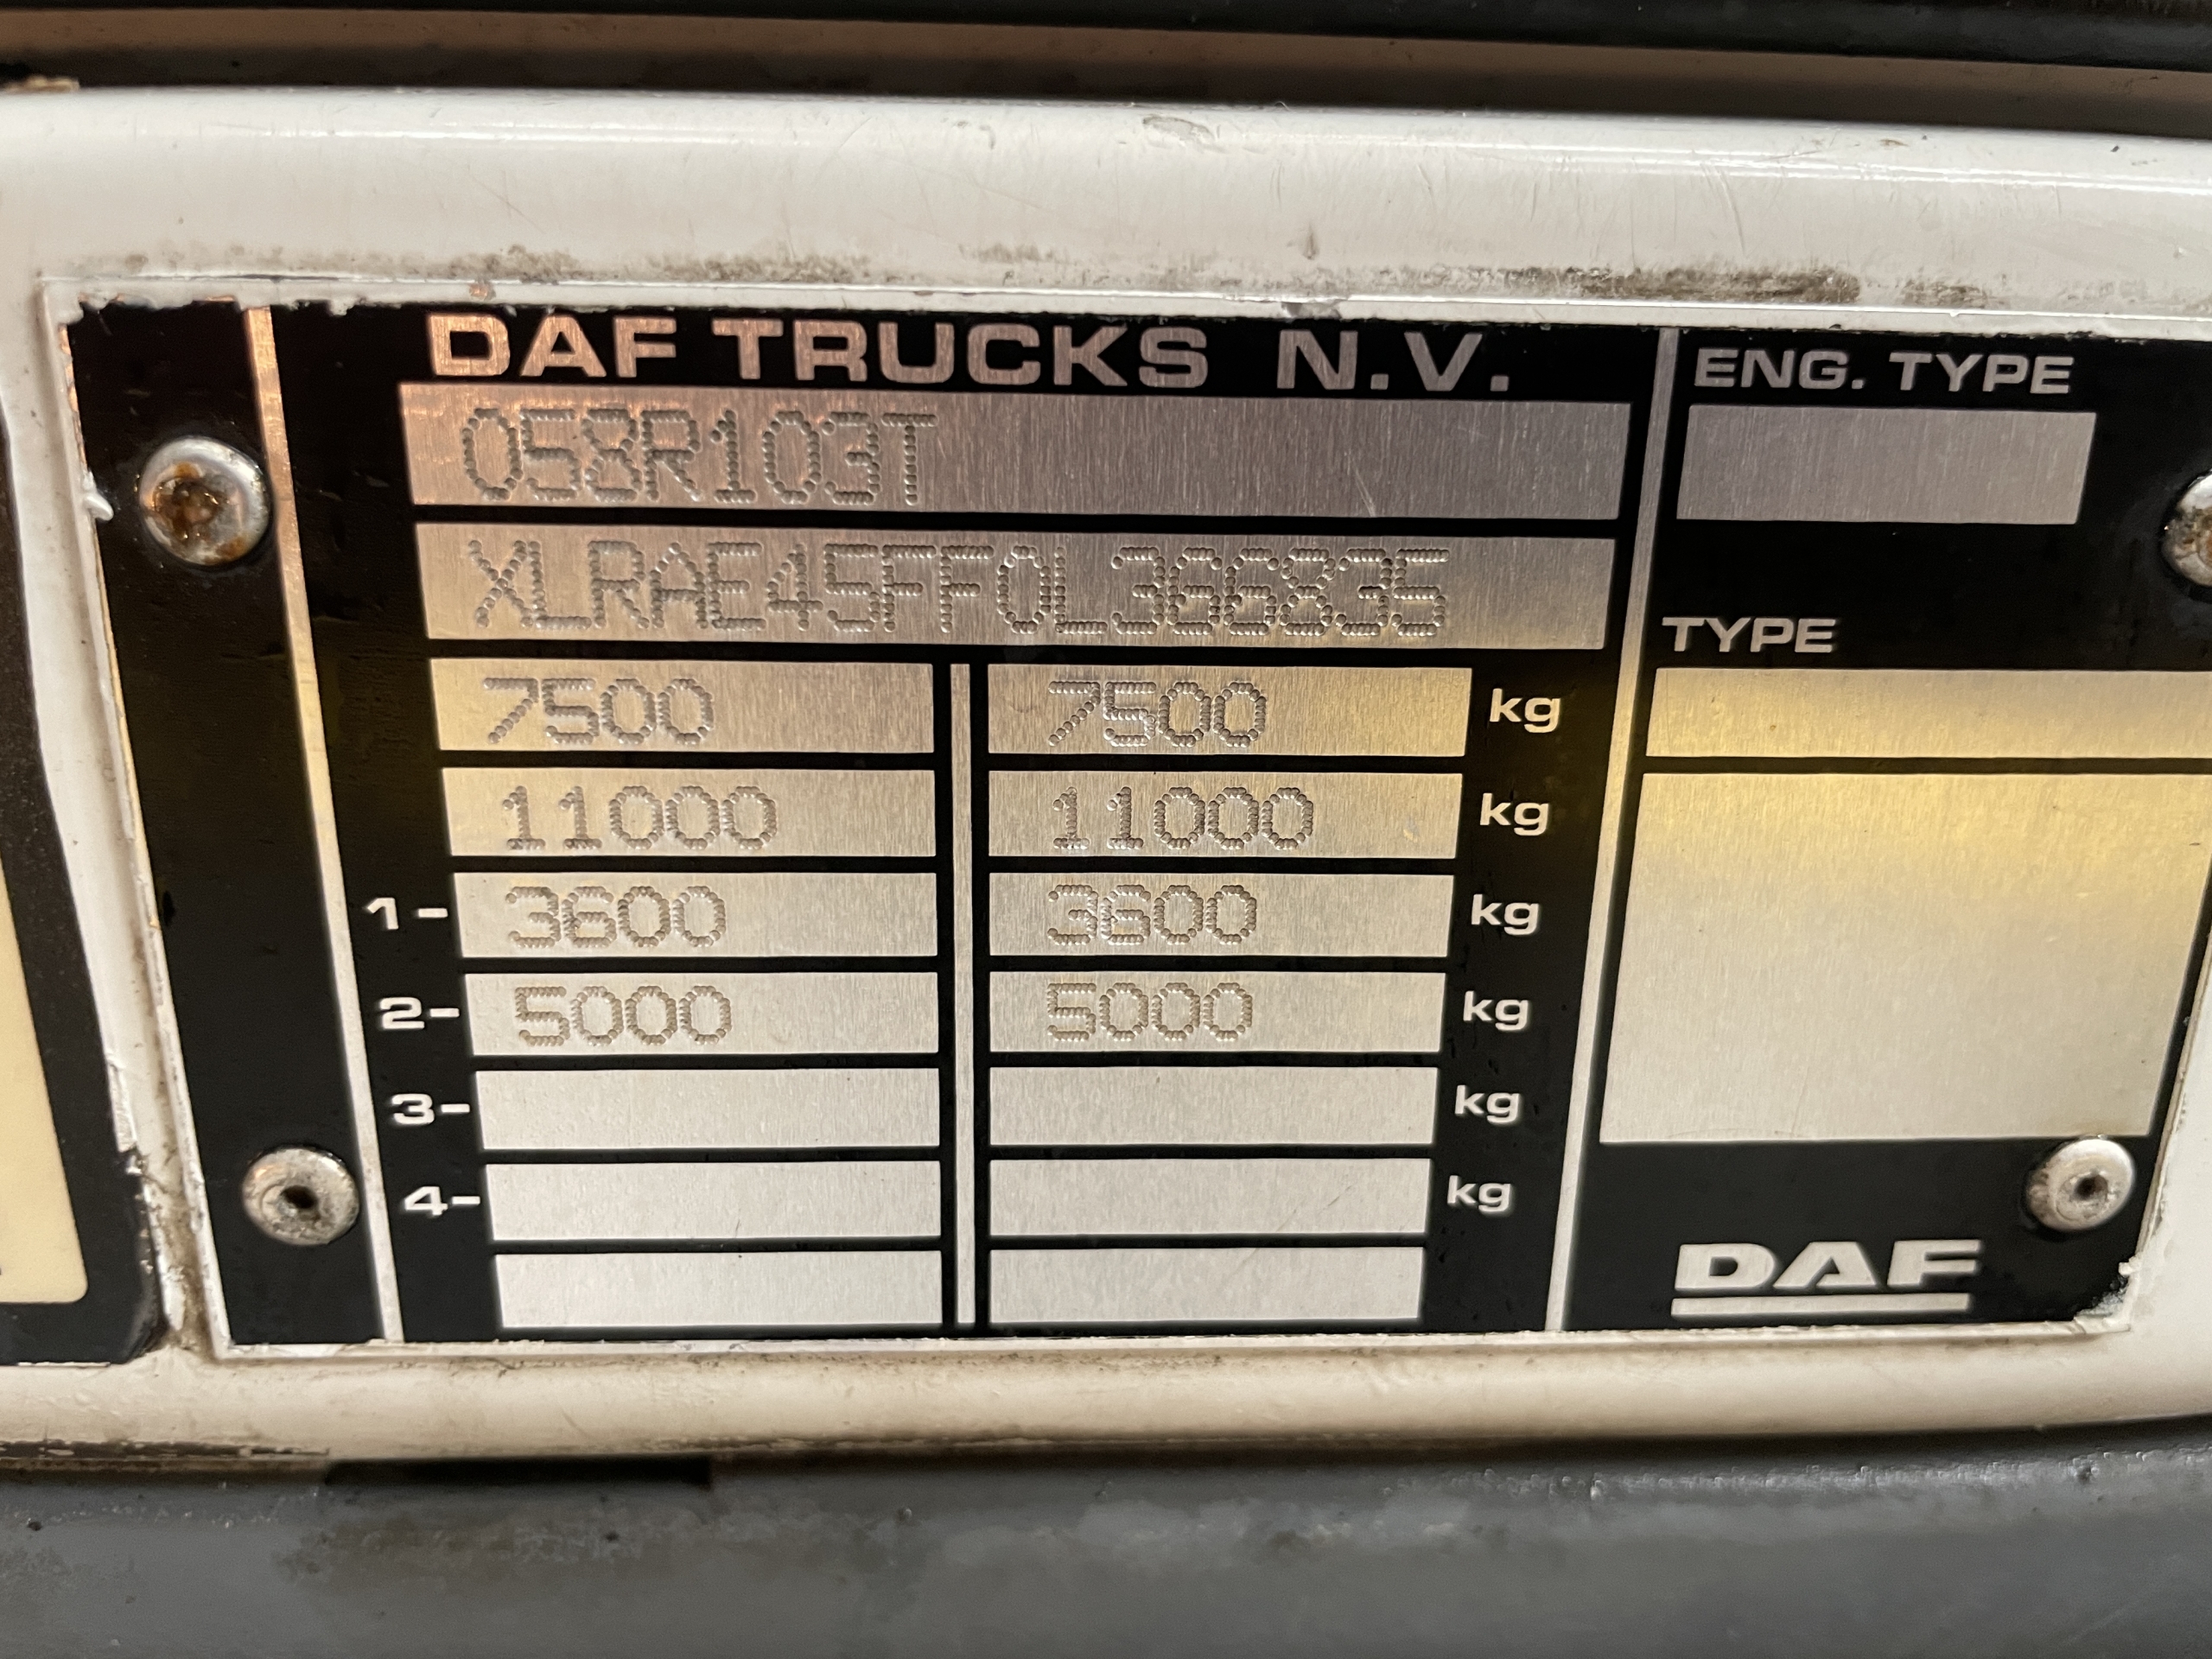 DAF TRUCKS N.V.
058R103T
XLRAE45FF0L366835
7500 7500 kg
11000 11000 kg
1- 3600 3600 kg
2- 5000 5000 kg
3- kg
4- kg
ENG. TYPE
TYPE
DAF